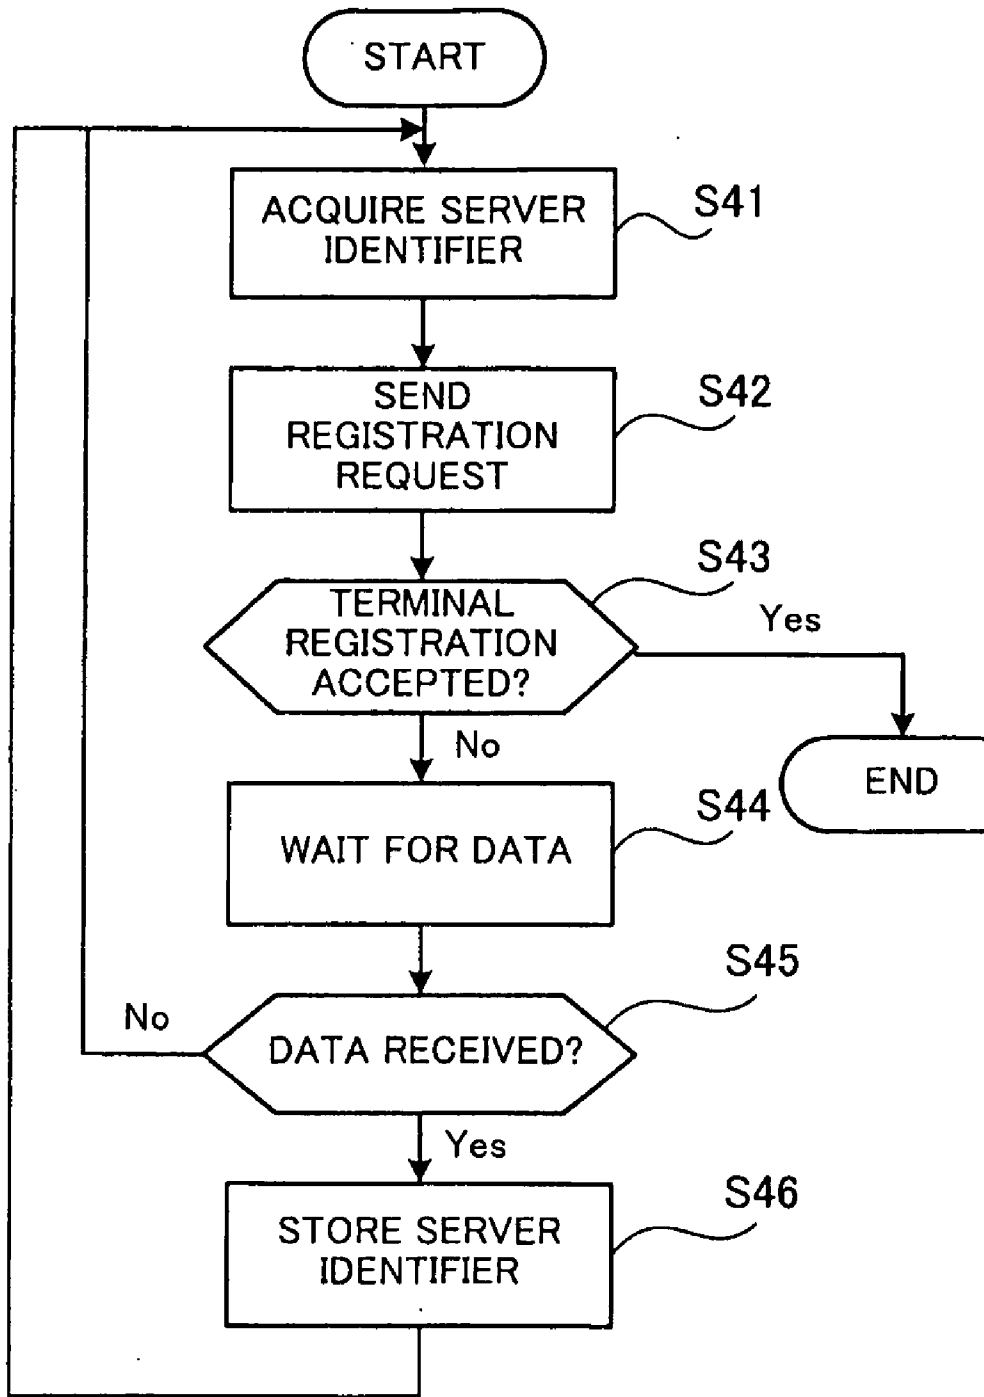 START
ACQUIRE SERVER
IDENTIFIER
S41
SEND
REGISTRATION
REQUEST
S42
TERMINAL
REGISTRATION
ACCEPTED?
S43
Yes
No
END
WAIT FOR DATA
S44
DATA RECEIVED?
S45
No
Yes
STORE SERVER
IDENTIFIER
S46